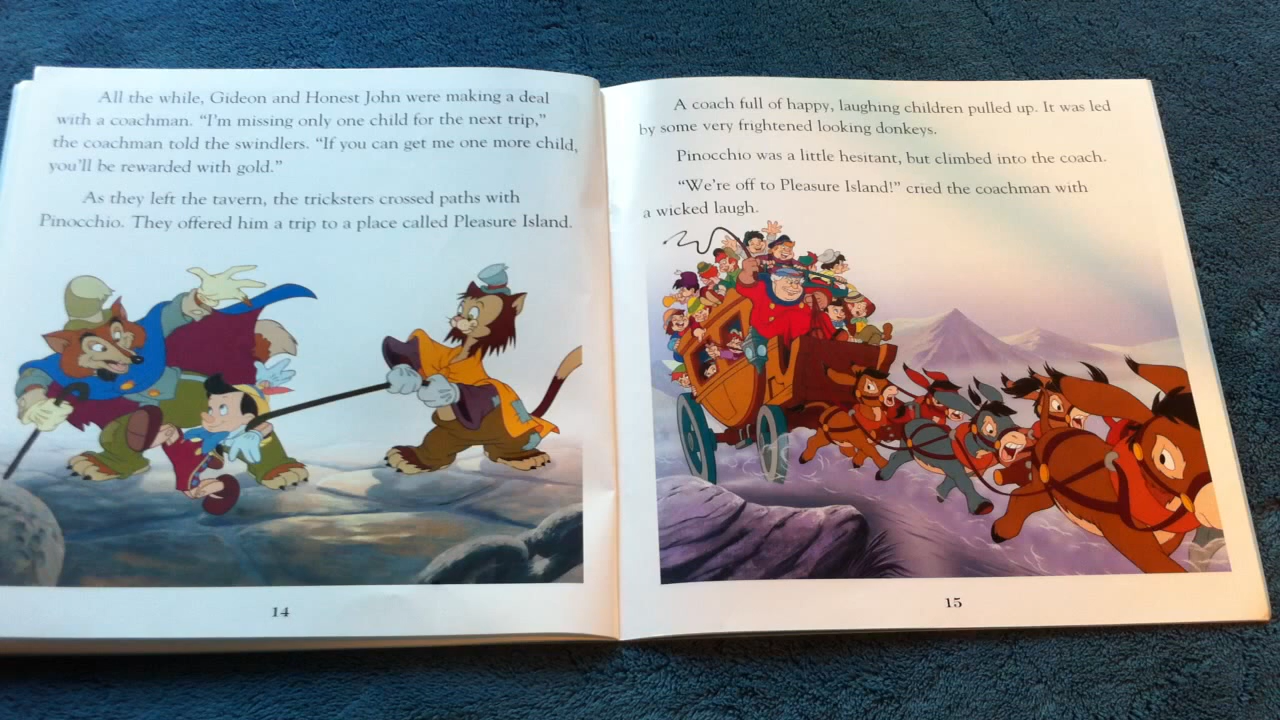 All the while, Gideon and Honest John were making a deal
with a coachman. “I'm missing only one child for the next trip,”
the coachman told the swindlers. “If you can get me one more child,
you'll be rewarded with gold.”
As they left the tavern, the tricksters crossed paths with
Pinocchio. They offered him a trip to a place called Pleasure Island.
14
A coach full of happy, laughing children pulled up. It was led
by some very frightened looking donkeys.
Pinocchio was a little hesitant, but climbed into the coach.
“We're off to Pleasure Island!” cried the coachman with
a wicked laugh.
15